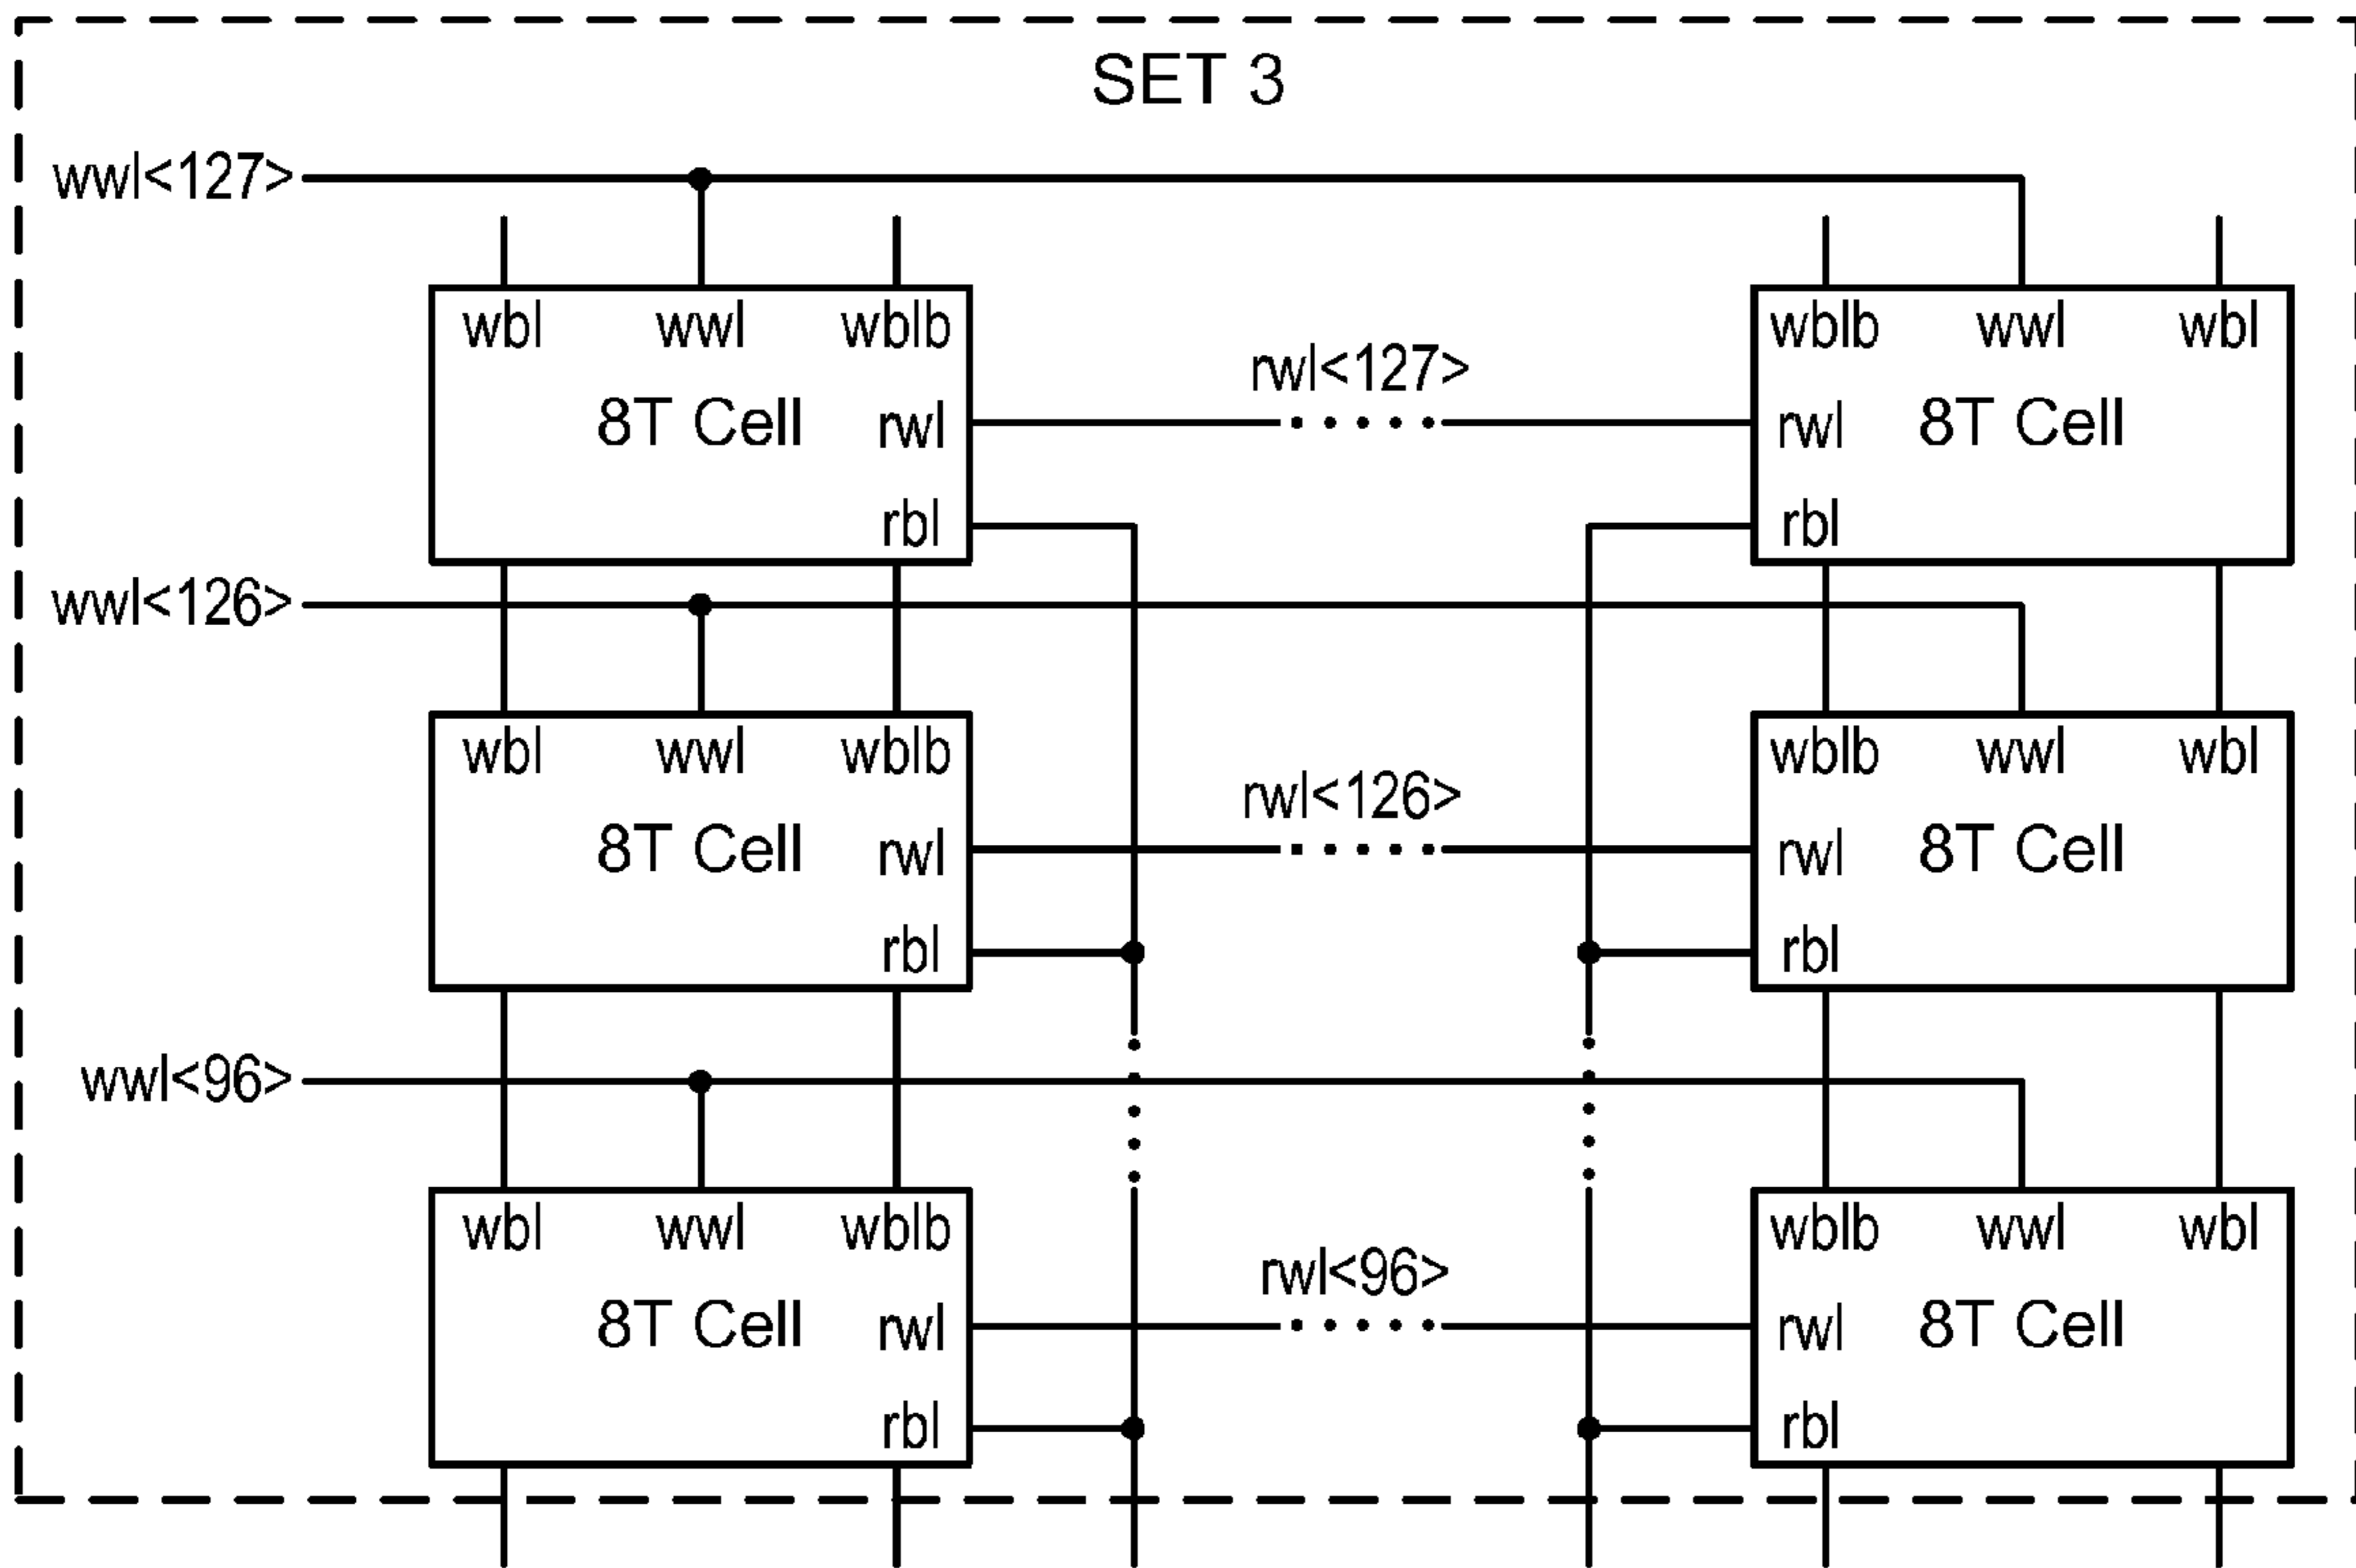 SET 3
wwl<127>
wbl wwl wblb wblb wwl wbl
rwl<127>
8T Cell rwl rwl 8T Cell
rbl rbl
wwl<126>
wbl wwl wblb wblb wwl wbl
rwl<126>
8T Cell rwl rwl 8T Cell
rbl rbl
wwl<96>
wbl wwl wblb wblb wwl wbl
rwl<96>
8T Cell rwl rwl 8T Cell
rbl rbl